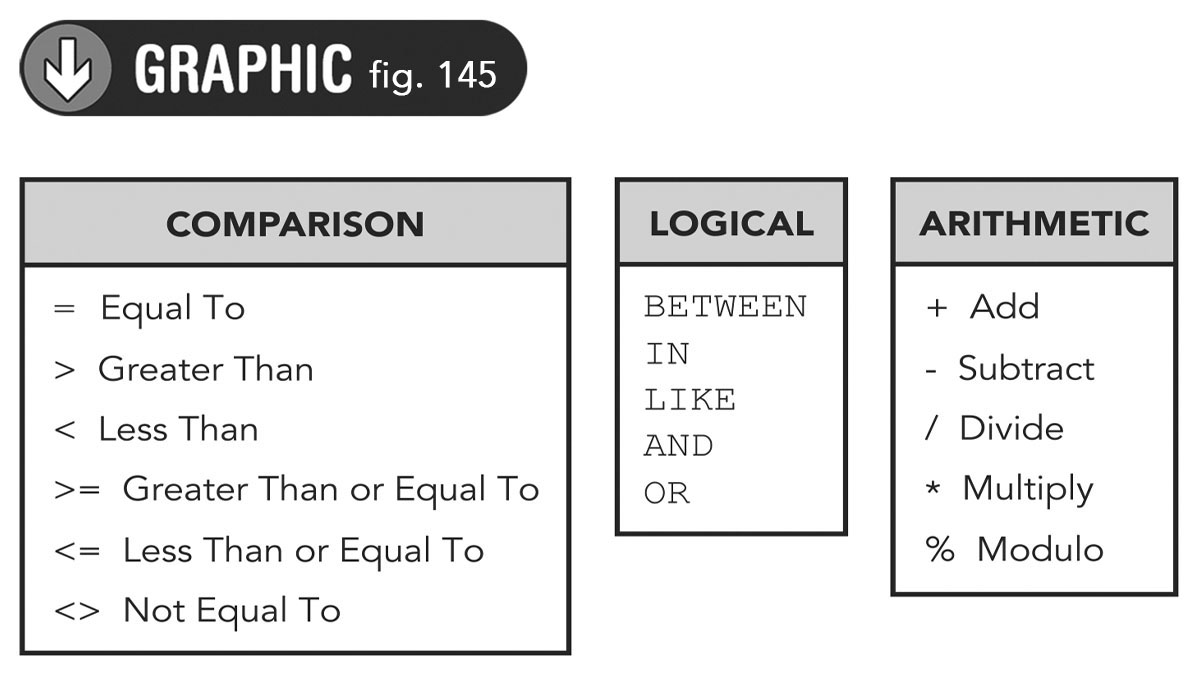 GRAPHIC fig. 145
COMPARISON
= Equal To
> Greater Than
< Less Than
>= Greater Than or Equal To
<= Less Than or Equal To
<> Not Equal To
LOGICAL
BETWEEN
IN
LIKE
AND
OR
ARITHMETIC
+ Add
- Subtract
/ Divide
* Multiply
% Modulo